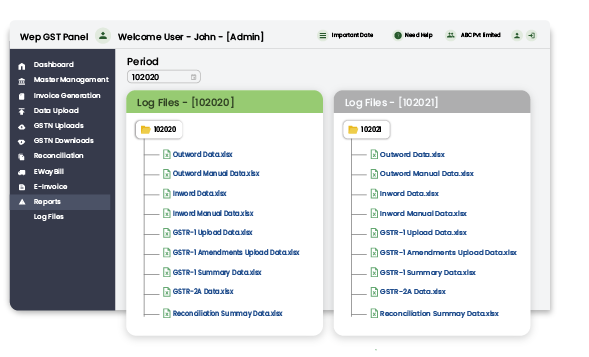 Wep GST Panel
Welcome User - John - [Admin]
Important Date
Need Help
ABC Pvt limited
Dashboard
Master Management
Invoice Generation
Data Upload
GSTN Uploads
GSTN Downloads
Reconciliation
EWayBill
E-Invoice
Reports
Log Files
Period
102020
Log Files - [102020]
102020
Outword Data.xlsx
Outword Manual Data.xlsx
Inword Data.xlsx
Inword Manual Data.xlsx
GSTR-1 Upload Data.xlsx
GSTR-1 Amendments Upload Data.xlsx
GSTR-1 Summary Data.xlsx
GSTR-2A Data.xlsx
Reconciliation Summay Data.xlsx
Log Files - [102021]
102021
Outword Data.xlsx
Outword Manual Data.xlsx
Inword Data.xlsx
Inword Manual Data.xlsx
GSTR-1 Upload Data.xlsx
GSTR-1 Amendments Upload Data.xlsx
GSTR-1 Summary Data.xlsx
GSTR-2A Data.xlsx
Reconciliation Summay Data.xlsx